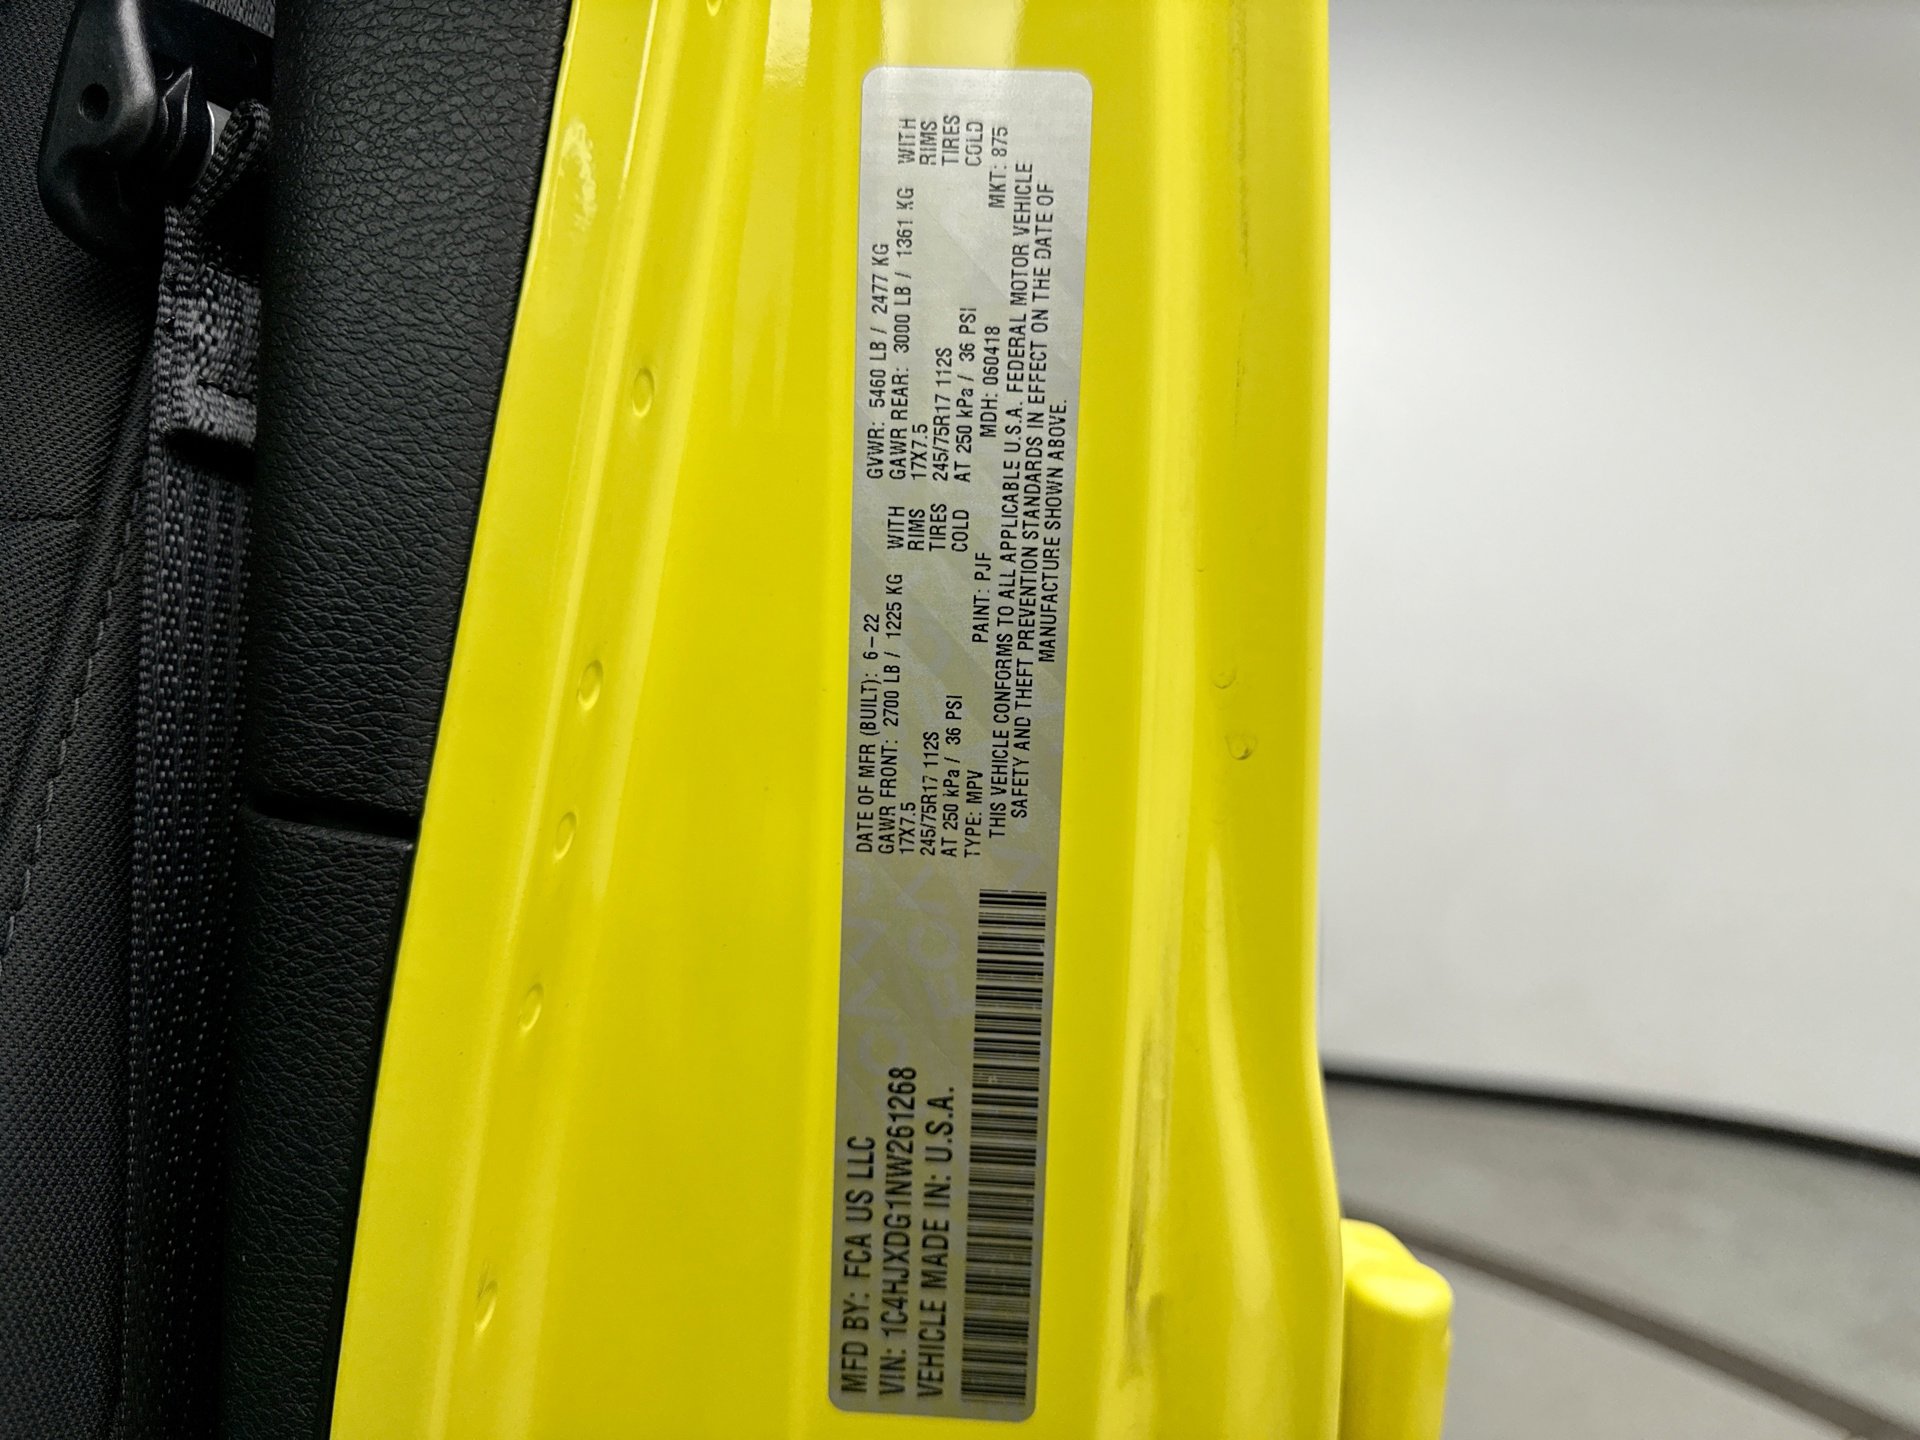 MFD BY: FCA US LLC
VIN: 1C4HJXDG1NW261268
VEHICLE MADE IN: U.S.A.
DATE OF MFR (BUILT): 6-22 GVWR: 5460 LB / 2477 KG
GAWR FRONT: 2700 LB / 1225 KG WITH GAWR REAR: 3000 LB / 1361 KG WITH
17X7.5 RIMS 17X7.5 RIMS
245/75R17 112S TIRES 245/75R17 112S TIRES
AT 250 kPa / 36 PSI COLD AT 250 kPa / 36 PSI COLD
TYPE: MPV PAINT: PJF MDH: 060418 MKT: 875
THIS VEHICLE CONFORMS TO ALL APPLICABLE U.S.A. FEDERAL MOTOR VEHICLE
SAFETY AND THEFT PREVENTION STANDARDS IN EFFECT ON THE DATE OF
MANUFACTURE SHOWN ABOVE.